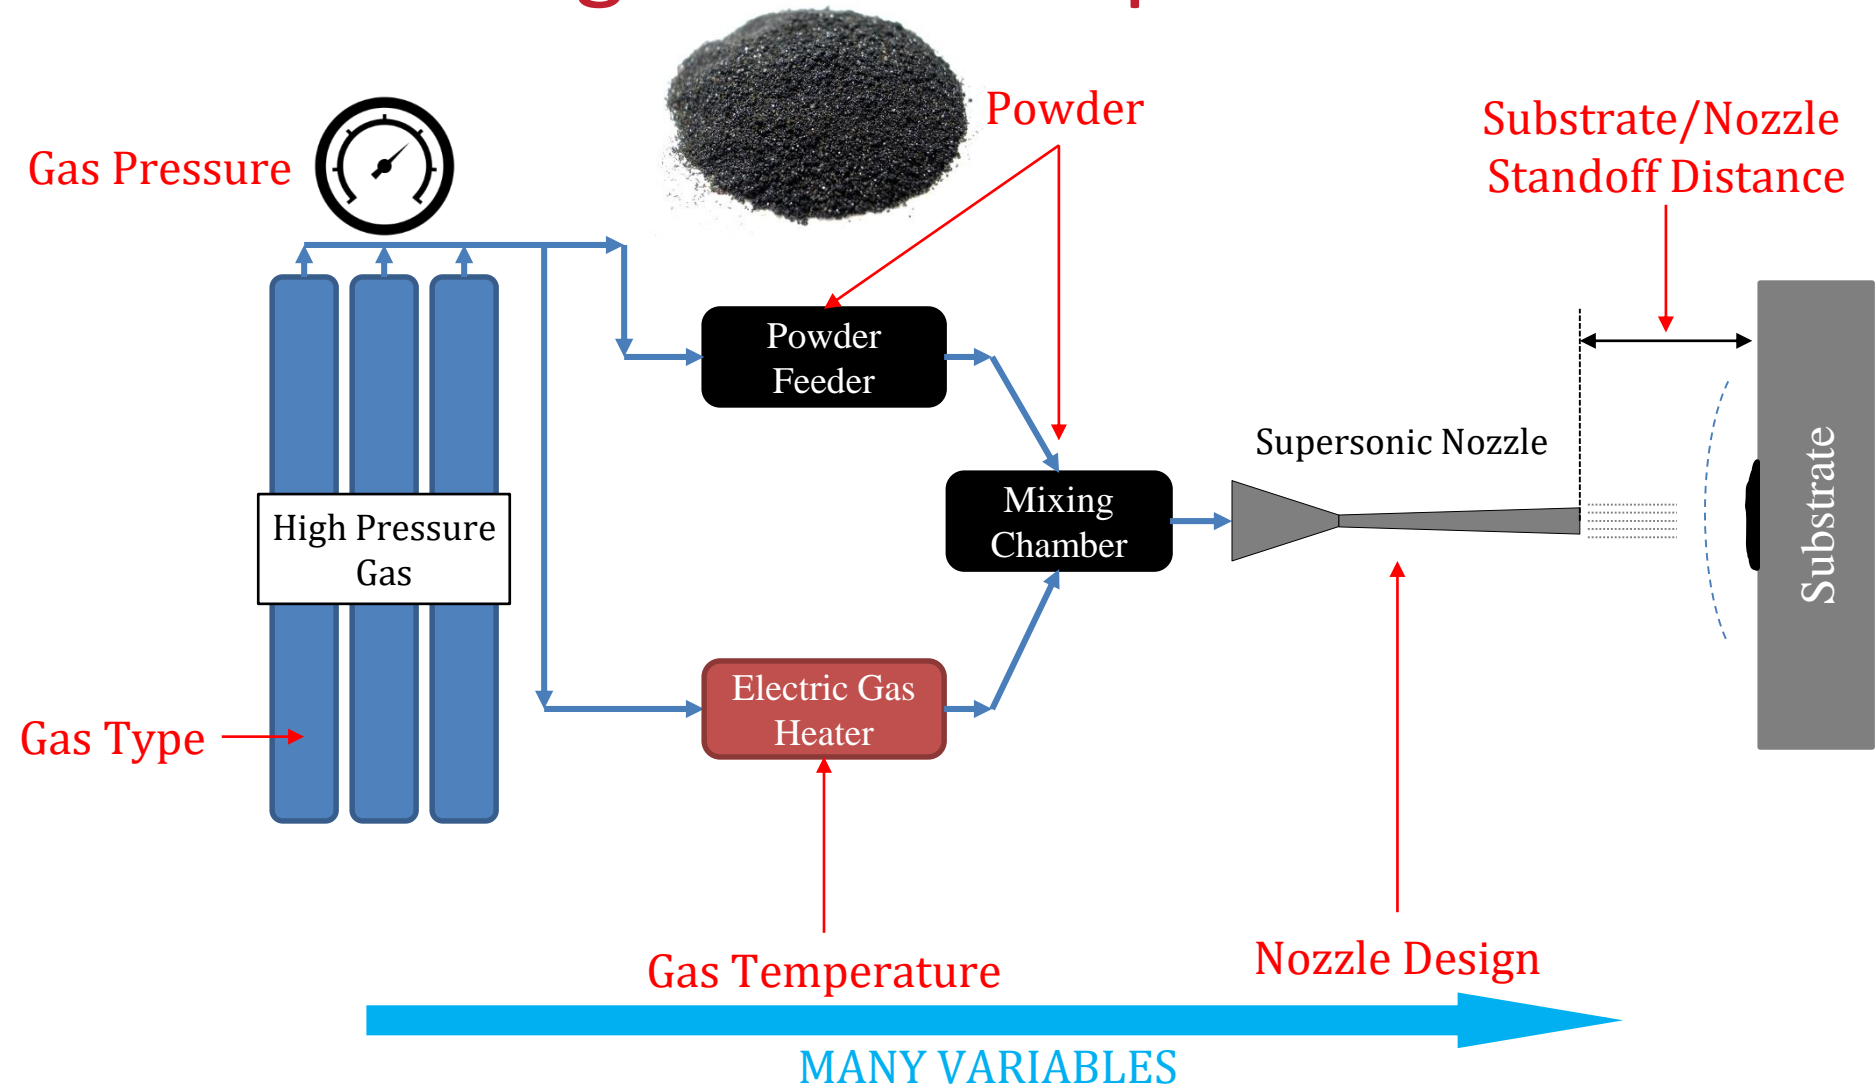 Powder
Substrate/Nozzle
Standoff Distance
Gas Pressure
Powder
Feeder
Supersonic Nozzle
Mixing
Chamber
High Pressure
Gas
Substrate
Electric Gas
Heater
Gas Type
Gas Temperature
Nozzle Design
MANY VARIABLES